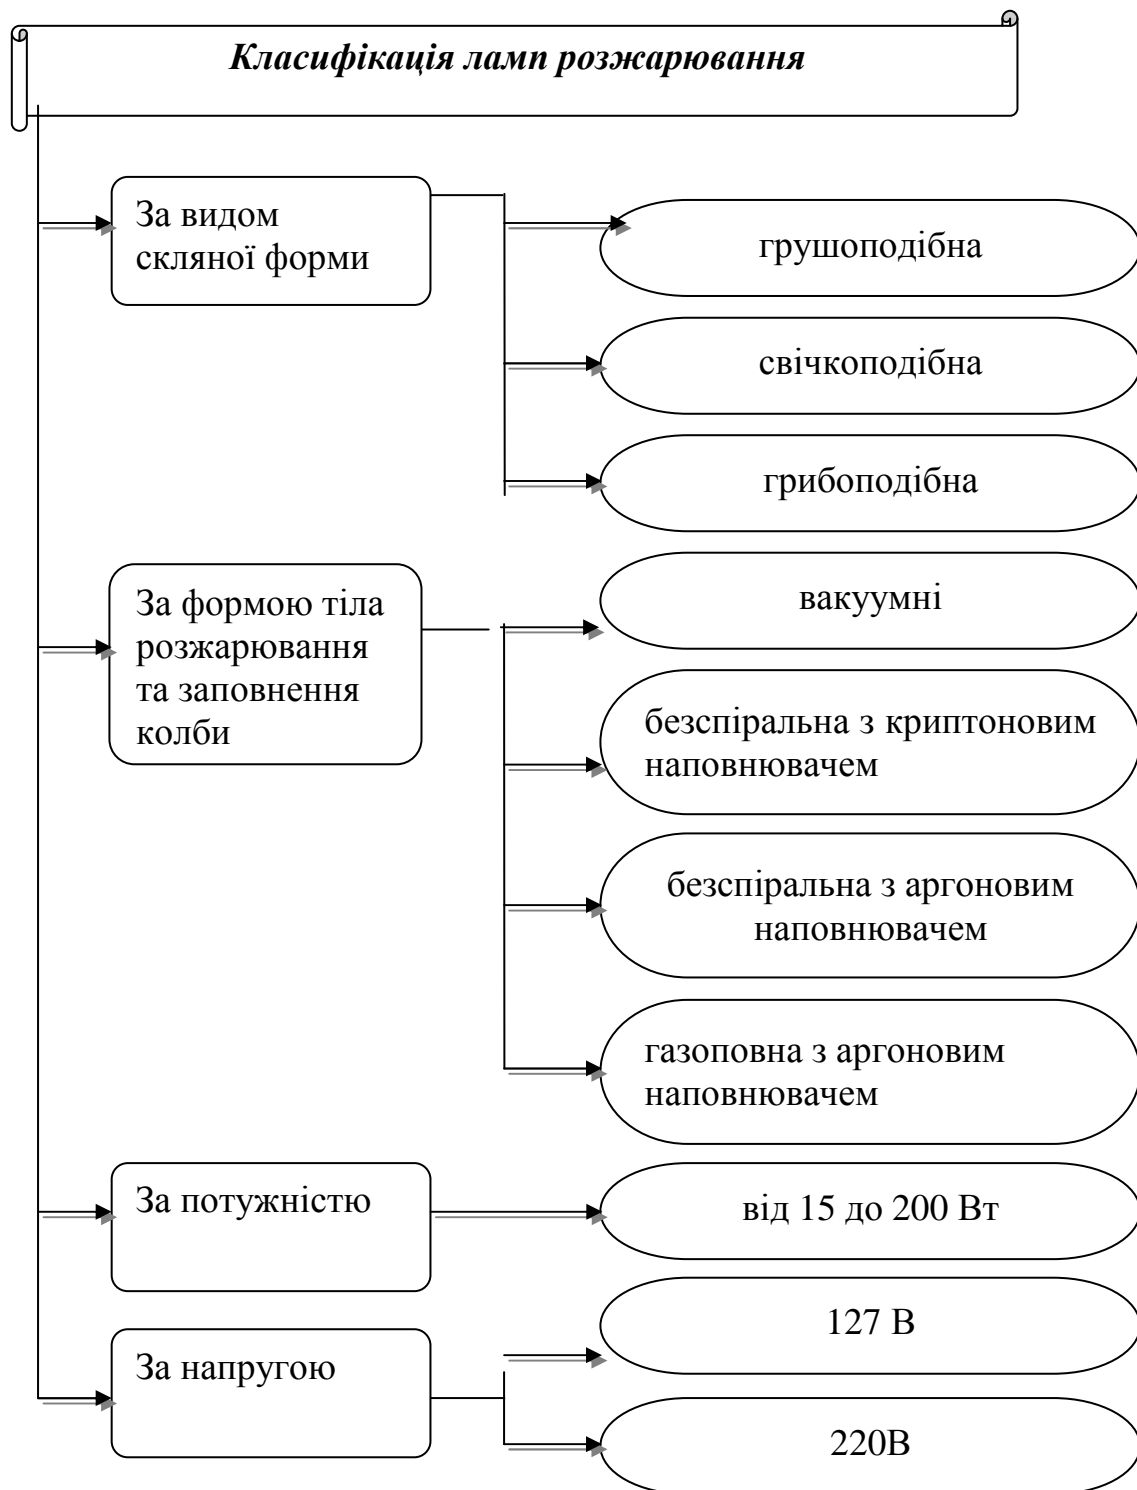 Класифікація ламп розжарювання
За видом
скляної форми
грушоподібна
свічкоподібна
грибоподібна
За формою тіла
розжарювання
та заповнення
колби
вакуумні
безспіральна з криптоновим
наповнювачем
безспіральна з аргоновим
наповнювачем
газоповна з аргоновим
наповнювачем
За потужністю
від 15 до 200 Вт
За напругою
127 В
220В